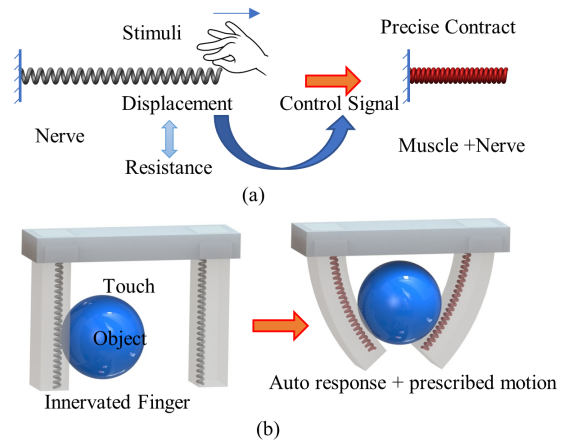 Stimuli
Precise Contract
Displacement
Control Signal
Nerve
Muscle +Nerve
Resistance
(a)
Touch
Object
Innervated Finger
Auto response + prescribed motion
(b)